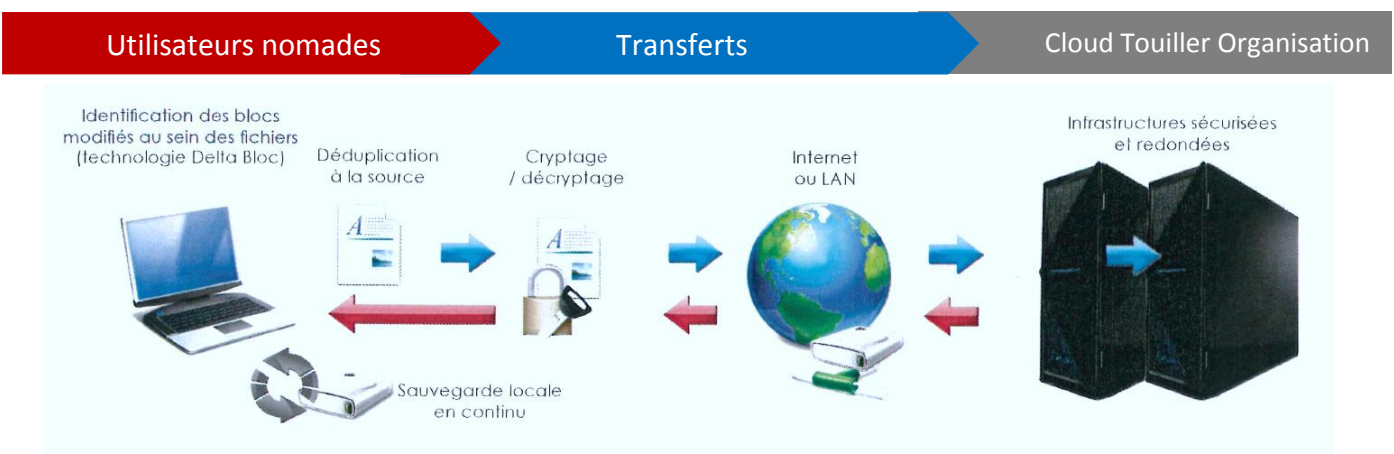 Utilisateurs nomades
Transferts
Cloud Touiller Organisation
Identification des blocs
modifiés au sein des fichiers
(technologie Delta Bloc)
Déduplication
à la source
Cryptage
/ décryptage
Internet
ou LAN
Infrastructures sécurisées
et redondées
Sauvegarde locale
en continu